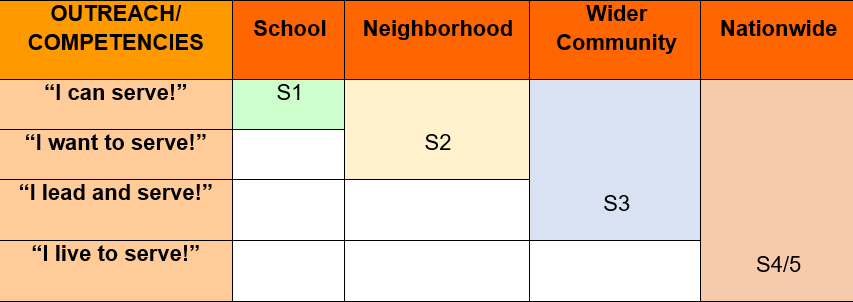 OUTREACH/
COMPETENCIES
School
Neighborhood
Wider
Community
Nationwide
“I can serve!”
S1
“I want to serve!”
S2
“I lead and serve!”
S3
“I live to serve!”
S4/5